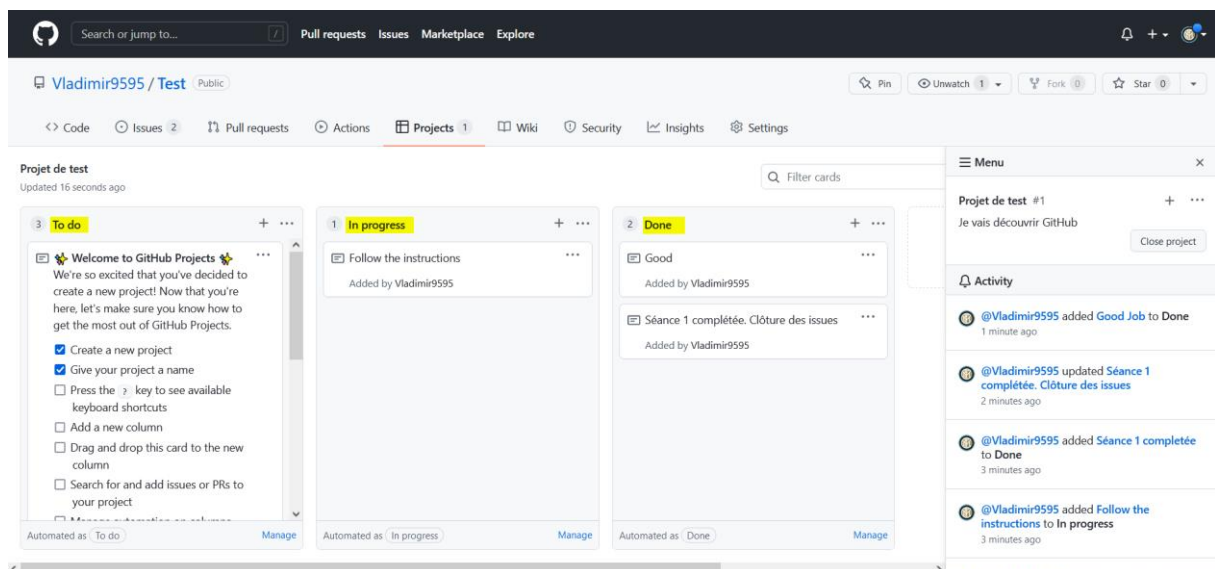 Search or jump to... /
Pull requests Issues Marketplace Explore
Vladimir9595 / Test Public
Pin
Unwatch 1
Fork 0
Star 0
Code
Issues 2
Pull requests
Actions
Projects 1
Wiki
Security
Insights
Settings
Projet de test
Updated 16 seconds ago
Filter cards
3 To do
Welcome to GitHub Projects
We're so excited that you've decided to
create a new project! Now that you're
here, let's make sure you know how to
get the most out of GitHub Projects.
Create a new project
Give your project a name
Press the ? key to see available
keyboard shortcuts
Add a new column
Drag and drop this card to the new
column
Search for and add issues or PRs to
your project
Automated as To do Manage
1 In progress
Follow the instructions
Added by Vladimir9595
Automated as In progress Manage
2 Done
Good
Added by Vladimir9595
Séance 1 complétée. Clôture des issues
Added by Vladimir9595
Automated as Done Manage
Menu
Projet de test #1
Je vais découvrir GitHub
Close project
Activity
@Vladimir9595 added Good Job to Done
1 minute ago
@Vladimir9595 updated Séance 1
complétée. Clôture des issues
2 minutes ago
@Vladimir9595 added Séance 1 completée
to Done
3 minutes ago
@Vladimir9595 added Follow the
instructions to In progress
3 minutes ago